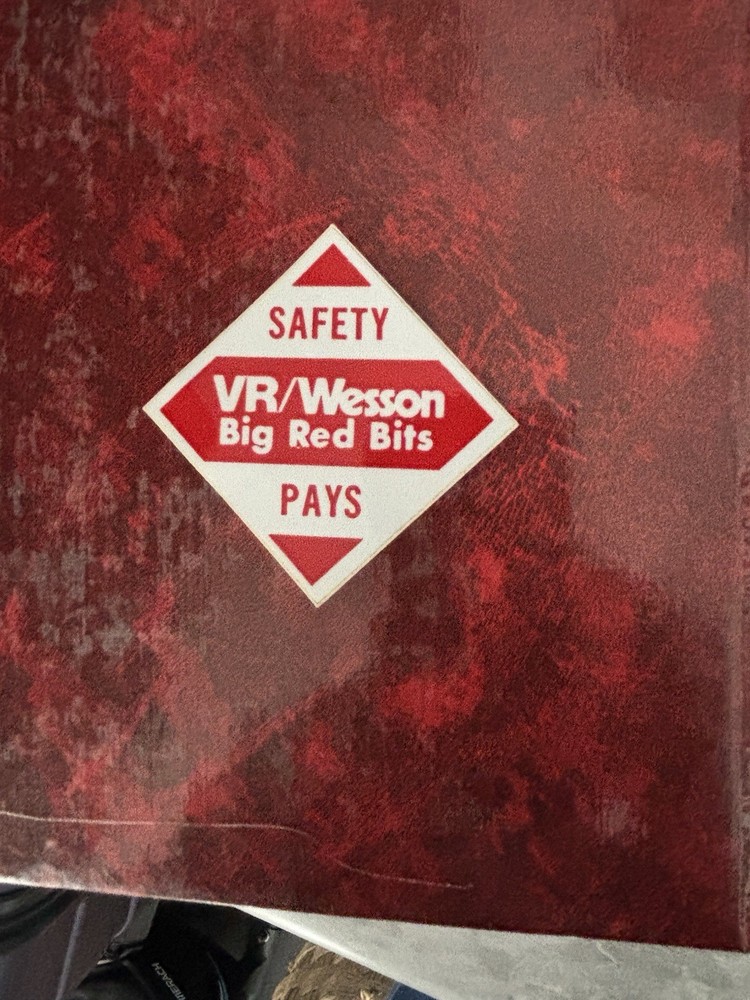 SAFETY
VR/Wesson
Big Red Bits
PAYS